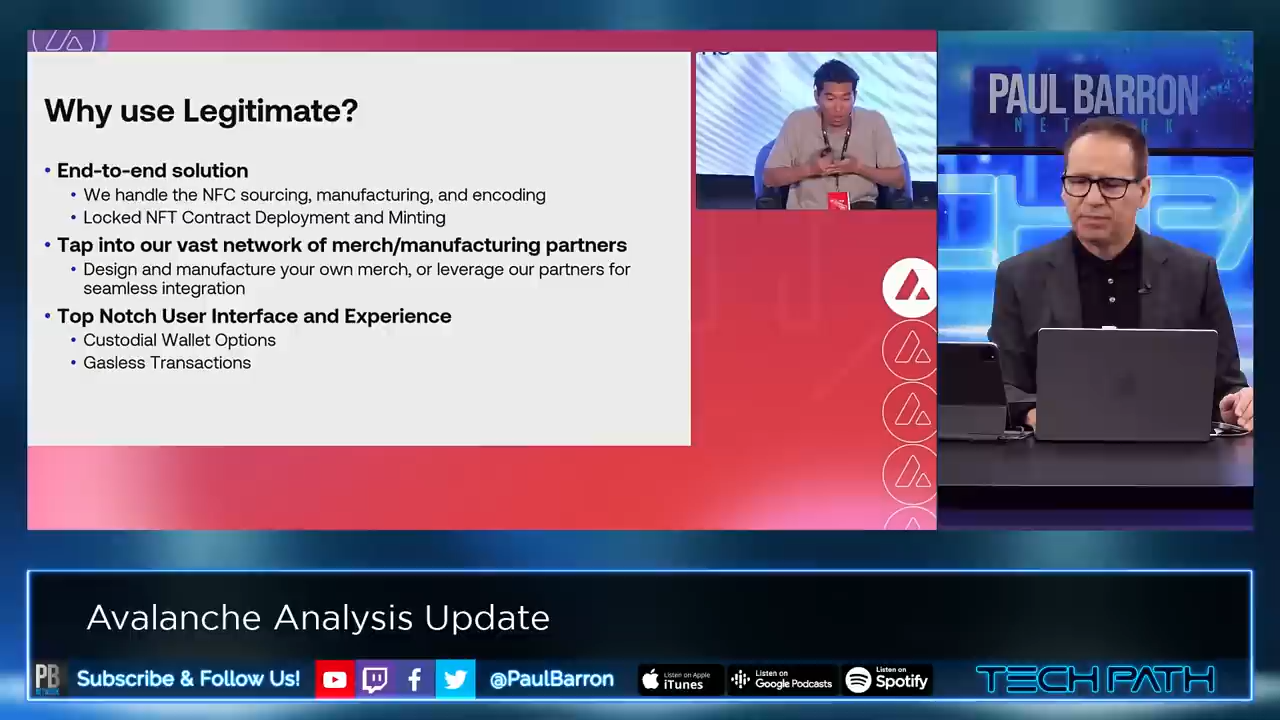 Why use Legitimate?
• End-to-end solution
• We handle the NFC sourcing, manufacturing, and encoding
• Locked NFT Contract Deployment and Minting
• Tap into our vast network of merch/manufacturing partners
• Design and manufacture your own merch, or leverage our partners for
seamless integration
• Top Notch User Interface and Experience
• Custodial Wallet Options
• Gasless Transactions
PAUL BARRON
NETWORK
Avalanche Analysis Update
PB
NETWORK
Subscribe & Follow Us!
@PaulBarron
Listen on Apple
iTunes
Listen on
Google Podcasts
Listen on
Spotify
TECH PATH